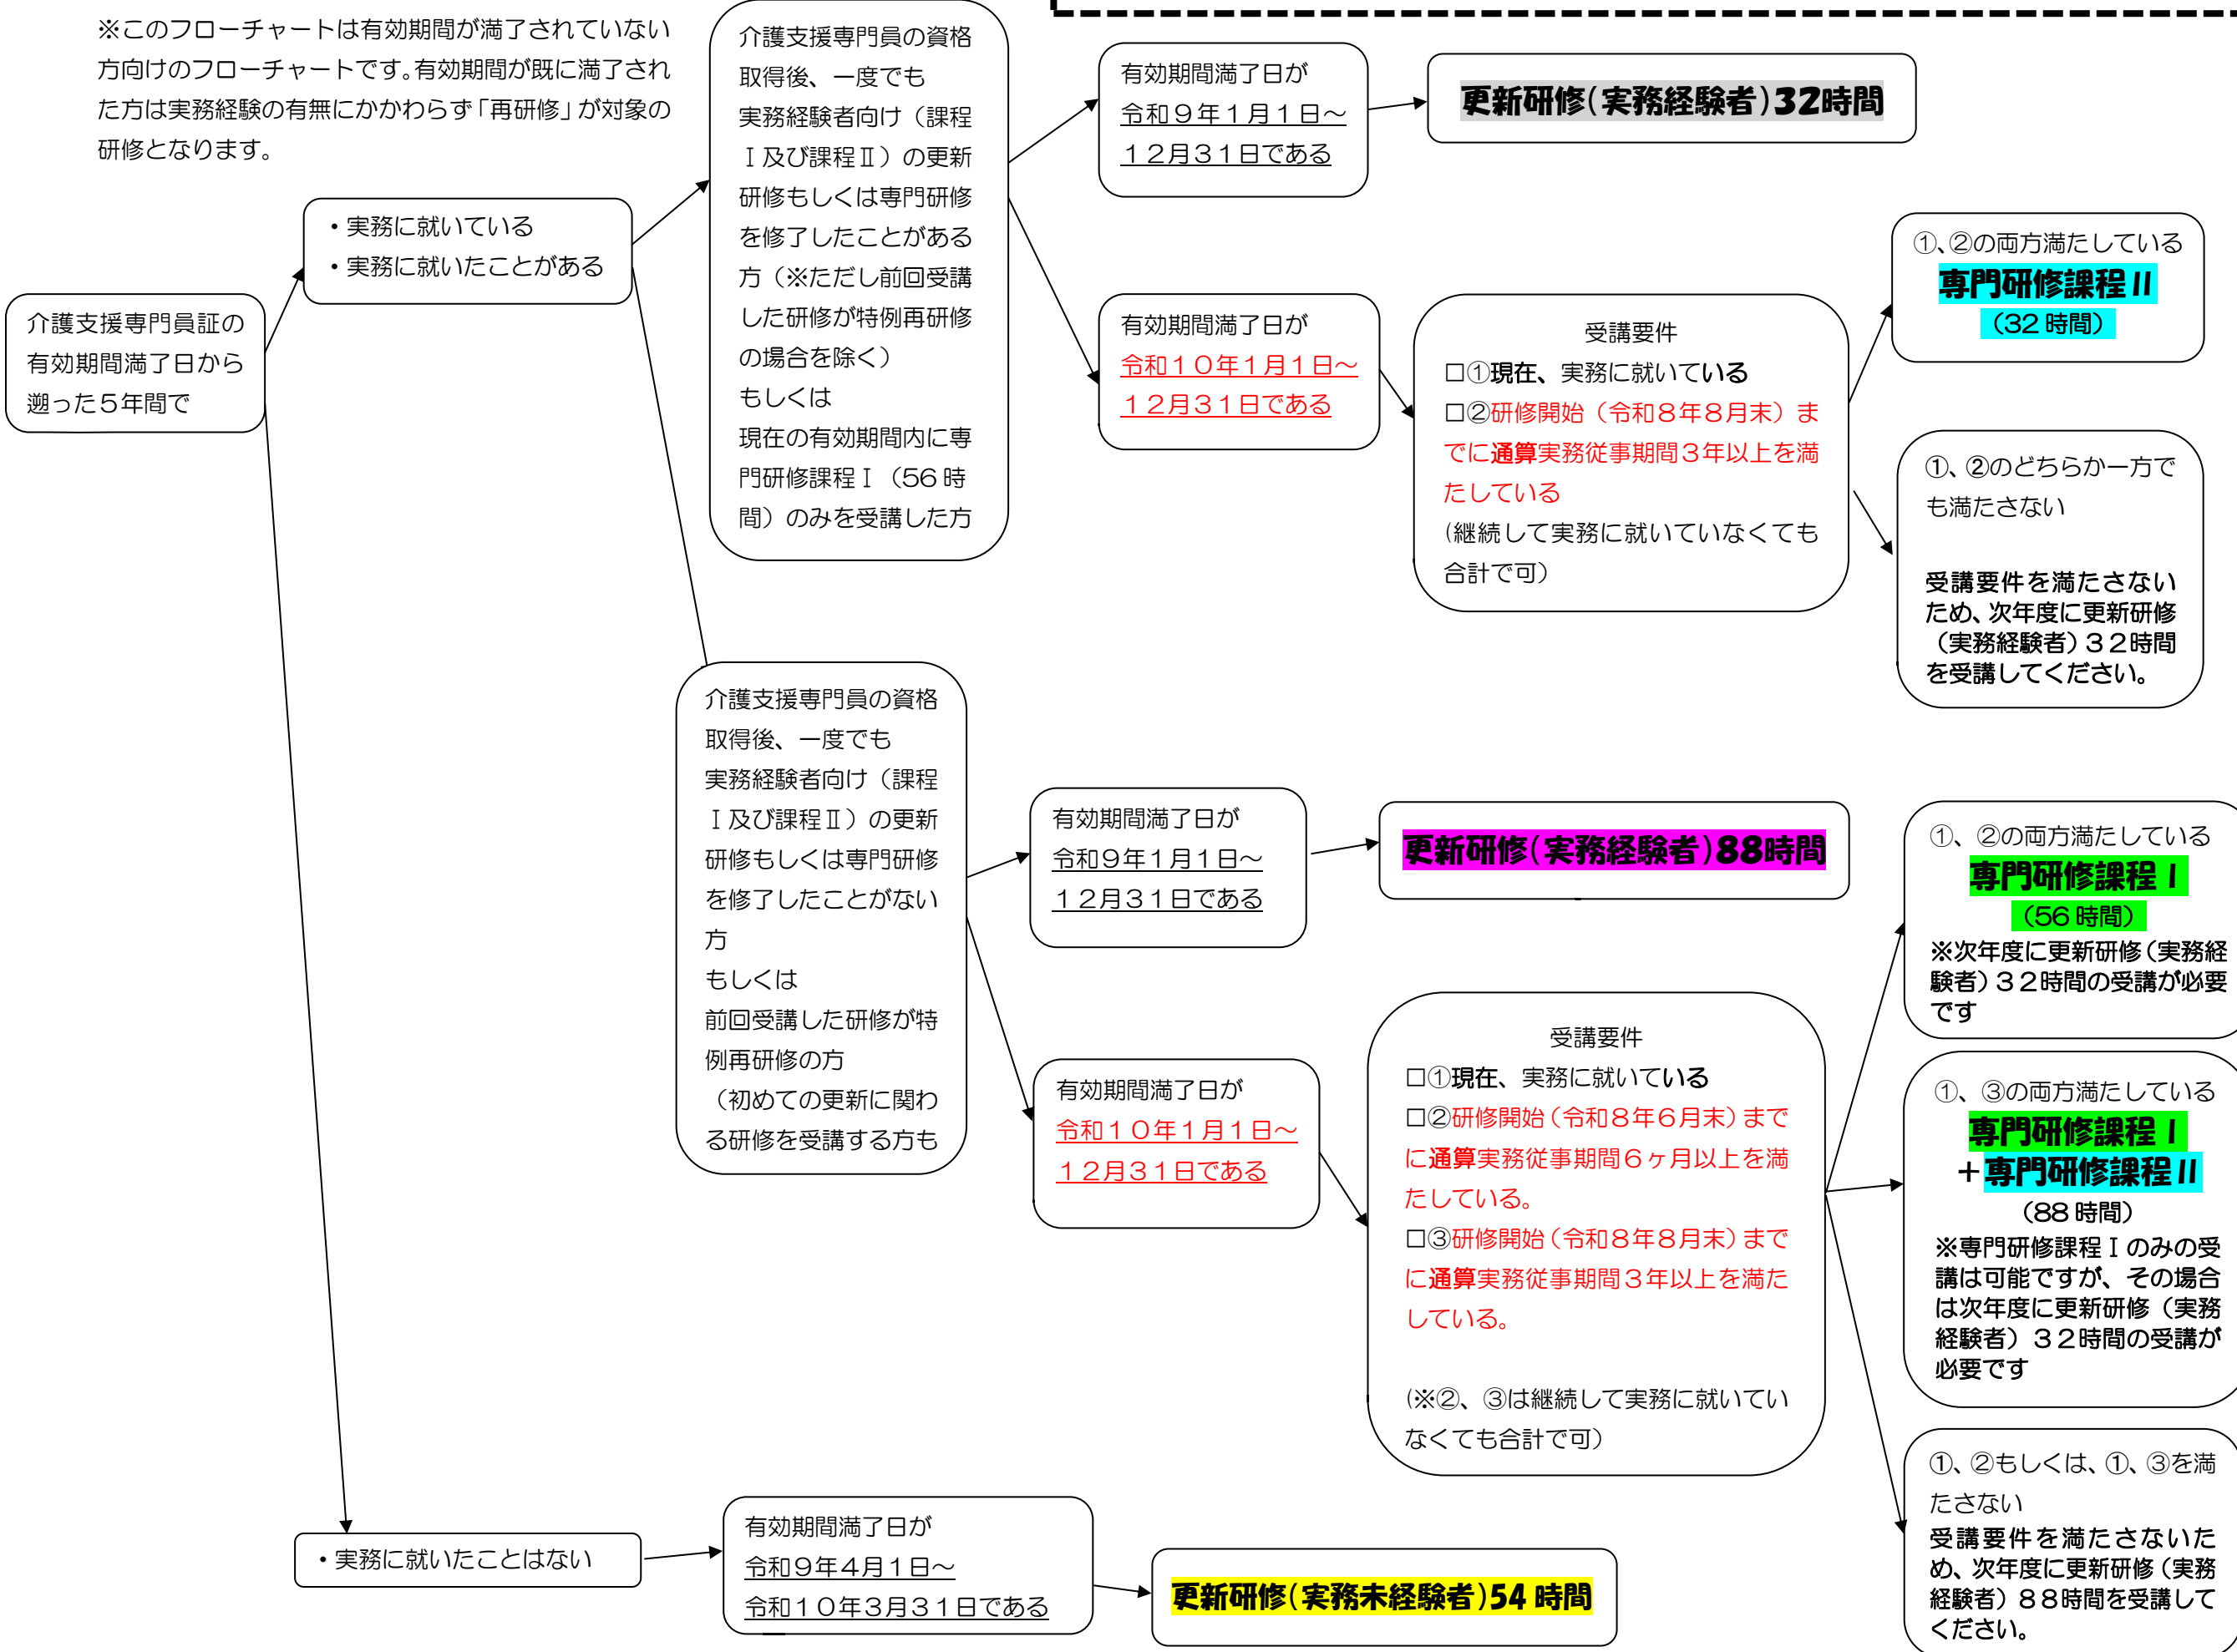 ※このフローチャートは有効期間が満了されていない
方向けのフローチャートです。有効期間が既に満了され
た方は実務経験の有無にかかわらず「再研修」が対象の
研修となります。
介護支援専門員証の
有効期間満了日から
遡った５年間で
・実務に就いている
・実務に就いたことがある
介護支援専門員の資格
取得後、一度でも
実務経験者向け（課程
Ⅰ及び課程Ⅱ）の更新
研修もしくは専門研修
を修了したことがある
方（※ただし前回受講
した研修が特例再研修
の場合を除く）
もしくは
現在の有効期間内に専
門研修課程Ⅰ（56 時
間）のみを受講した方
有効期間満了日が
令和９年１月１日～
１２月３１日である
更新研修(実務経験者)32時間
有効期間満了日が
令和１０年１月１日～
１２月３１日である
受講要件
□①現在、実務に就いている
□②研修開始（令和８年８月末）ま
でに通算実務従事期間３年以上を満
たしている
(継続して実務に就いていなくても
合計で可）
①、②の両方満たしている
専門研修課程Ⅱ
（32 時間）
①、②のどちらか一方で
も満たさない
受講要件を満たさない
ため、次年度に更新研修
（実務経験者）３２時間
を受講してください。
介護支援専門員の資格
取得後、一度でも
実務経験者向け（課程
Ⅰ及び課程Ⅱ）の更新
研修もしくは専門研修
を修了したことがない
方
もしくは
前回受講した研修が特
例再研修の方
（初めての更新に関わ
る研修を受講する方も
有効期間満了日が
令和９年１月１日～
１２月３１日である
更新研修(実務経験者)88時間
有効期間満了日が
令和１０年１月１日～
１２月３１日である
受講要件
□①現在、実務に就いている
□②研修開始（令和８年６月末）まで
に通算実務従事期間６ヶ月以上を満
たしている。
□③研修開始（令和８年８月末）まで
に通算実務従事期間３年以上を満た
している。
(※②、③は継続して実務に就いてい
なくても合計で可）
①、②の両方満たしている
専門研修課程Ⅰ
（56 時間）
※次年度に更新研修（実務経
験者）３２時間の受講が必要
です
①、③の両方満たしている
専門研修課程Ⅰ
＋専門研修課程Ⅱ
（88 時間）
※専門研修課程Ⅰのみの受
講は可能ですが、その場合
は次年度に更新研修（実務
経験者）３２時間の受講が
必要です
①、②もしくは、①、③を満
たさない
受講要件を満たさないた
め、次年度に更新研修（実務
経験者）８８時間を受講して
ください。
・実務に就いたことはない
有効期間満了日が
令和９年４月１日～
令和１０年３月３１日である
更新研修(実務未経験者)54 時間